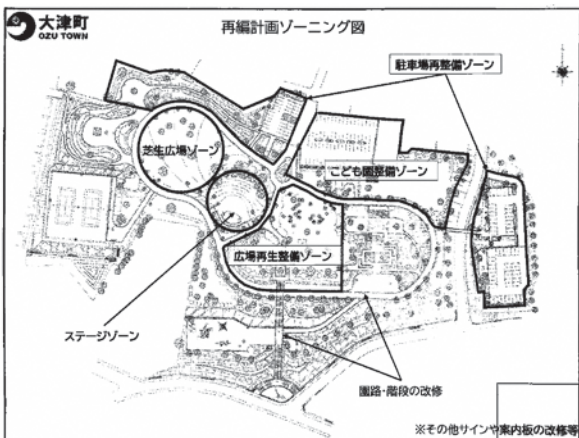 大津町
OZU TOWN
再編計画ゾーニング図
駐車場再整備ゾーン
芝生広場ゾーン
こども園整備ゾーン
広場再生整備ゾーン
ステージゾーン
園路・階段の改修
※その他サインや案内板の改修等